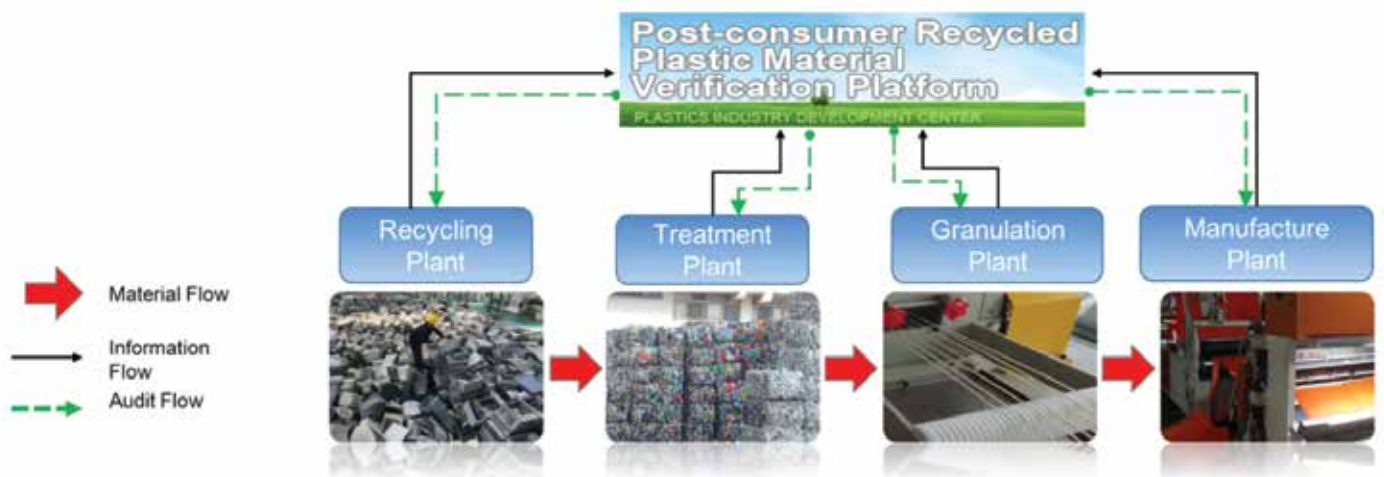 Post-consumer Recycled
Plastic Material
Verification Platform
PLASTICS INDUSTRY DEVELOPMENT CENTER
Recycling
Plant
Treatment
Plant
Granulation
Plant
Manufacture
Plant
Material Flow
Information
Flow
Audit Flow